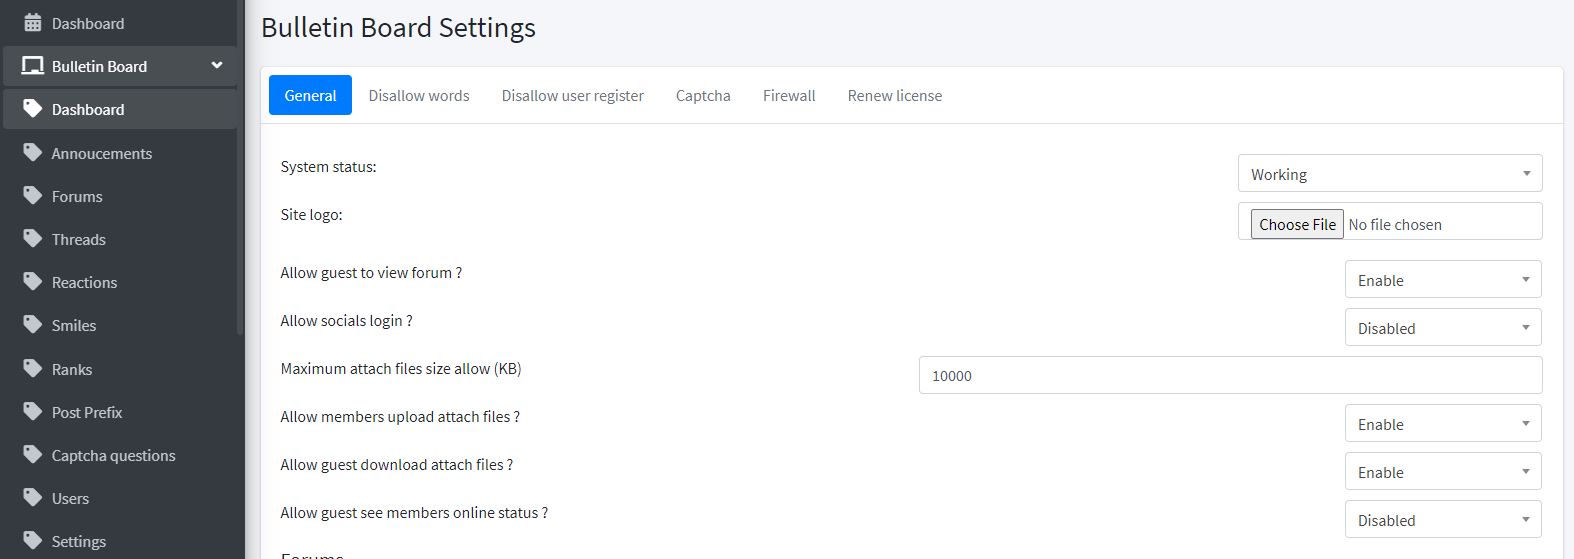 Dashboard
Bulletin Board
Dashboard
Annoucements
Forums
Threads
Reactions
Smiles
Ranks
Post Prefix
Captcha questions
Users
Settings
Bulletin Board Settings
General Disallow words Disallow user register Captcha Firewall Renew license
System status: Working
Site logo: Choose File No file chosen
Allow guest to view forum ? Enable
Allow socials login ? Disabled
Maximum attach files size allow (KB) 10000
Allow members upload attach files ? Enable
Allow guest download attach files ? Enable
Allow guest see members online status ? Disabled
Forums